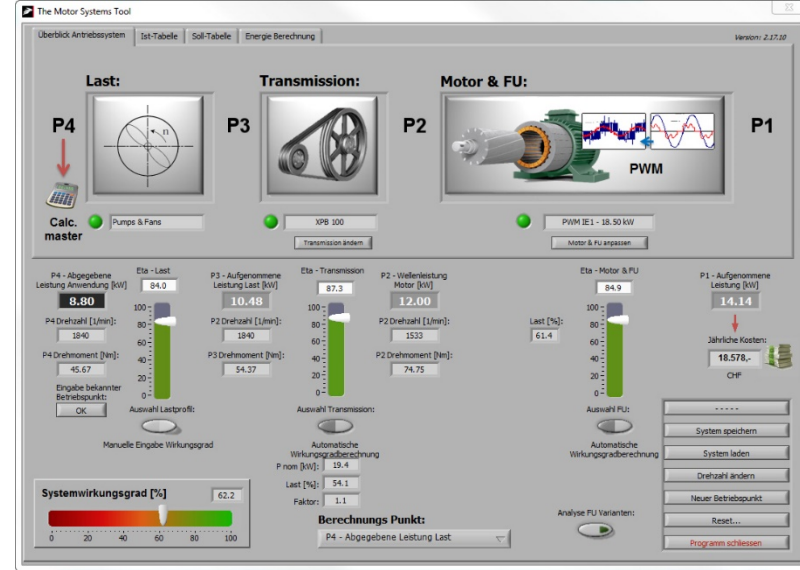 The Motor Systems Tool
Überblick Antriebssystem
Ist-Tabelle
Soll-Tabelle
Energie Berechnung
Version: 2.17.10
Last:
Transmission:
Motor & FU:
P4
n
P3
P2
PWM
P1
Calc.
master
Pumps & Fans
XPB 100
PWM IE1 - 18.50 kW
Transmission ändern
Motor & FU anpassen
P4 - Abgegebene
Leistung Anwendung [kW]
8.80
P4 Drehzahl [1/min]:
1840
P4 Drehmoment [Nm]:
45.67
Eingabe bekannter
Betriebspunkt:
OK
Eta - Last
84.0
100
80
60
40
20
0
Auswahl Lastprofil:
Manuelle Eingabe Wirkungsgrad
P3 - Aufgenommene
Leistung Last [kW]
10.48
P2 Drehzahl [1/min]:
1840
P3 Drehmoment [Nm]:
54.37
Eta - Transmission
87.3
100
80
60
40
20
0
Auswahl Transmission:
Automatische
Wirkungsgradberechnung
P nom [kW]: 19.4
Last [%]: 54.1
Faktor: 1.1
P2 - Wellenleistung
Motor [kW]
12.00
P2 Drehzahl [1/min]:
1533
P2 Drehmoment [Nm]:
74.75
Last [%]:
61.4
Eta - Motor & FU
84.9
100
80
60
40
20
0
Auswahl FU:
Automatische
Wirkungsgradberechnung
P1 - Aufgenommene
Leistung [kW]
14.14
Jährliche Kosten:
18.578,-
CHF
Systemwirkungsgrad [%]
62.2
0 20 40 60 80 100
Berechnungs Punkt:
P4 - Abgegebene Leistung Last
Analyse FU Varianten:
- - - - -
System speichern
System laden
Drehzahl ändern
Neuer Betriebspunkt
Reset...
Programm schliessen